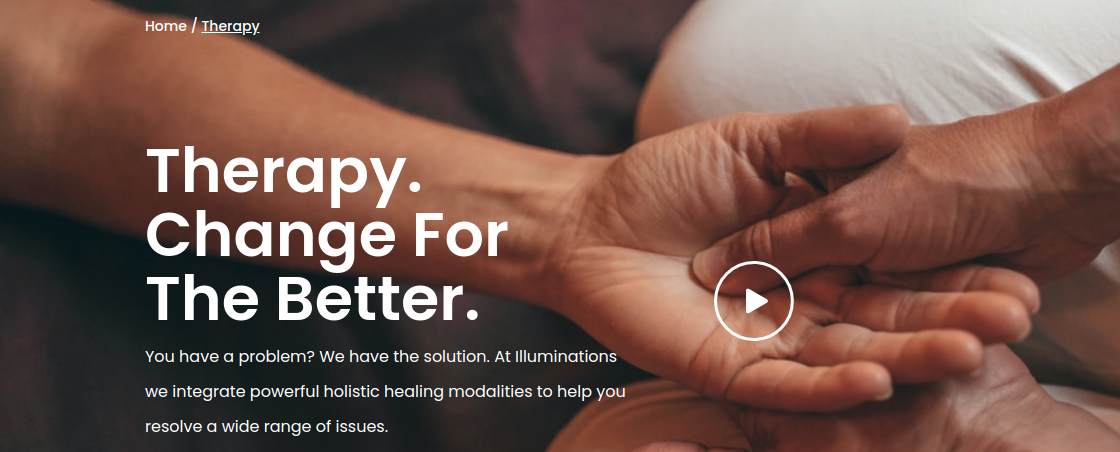 Home / Therapy
Therapy.
Change For
The Better.
You have a problem? We have the solution. At Illuminations
we integrate powerful holistic healing modalities to help you
resolve a wide range of issues.